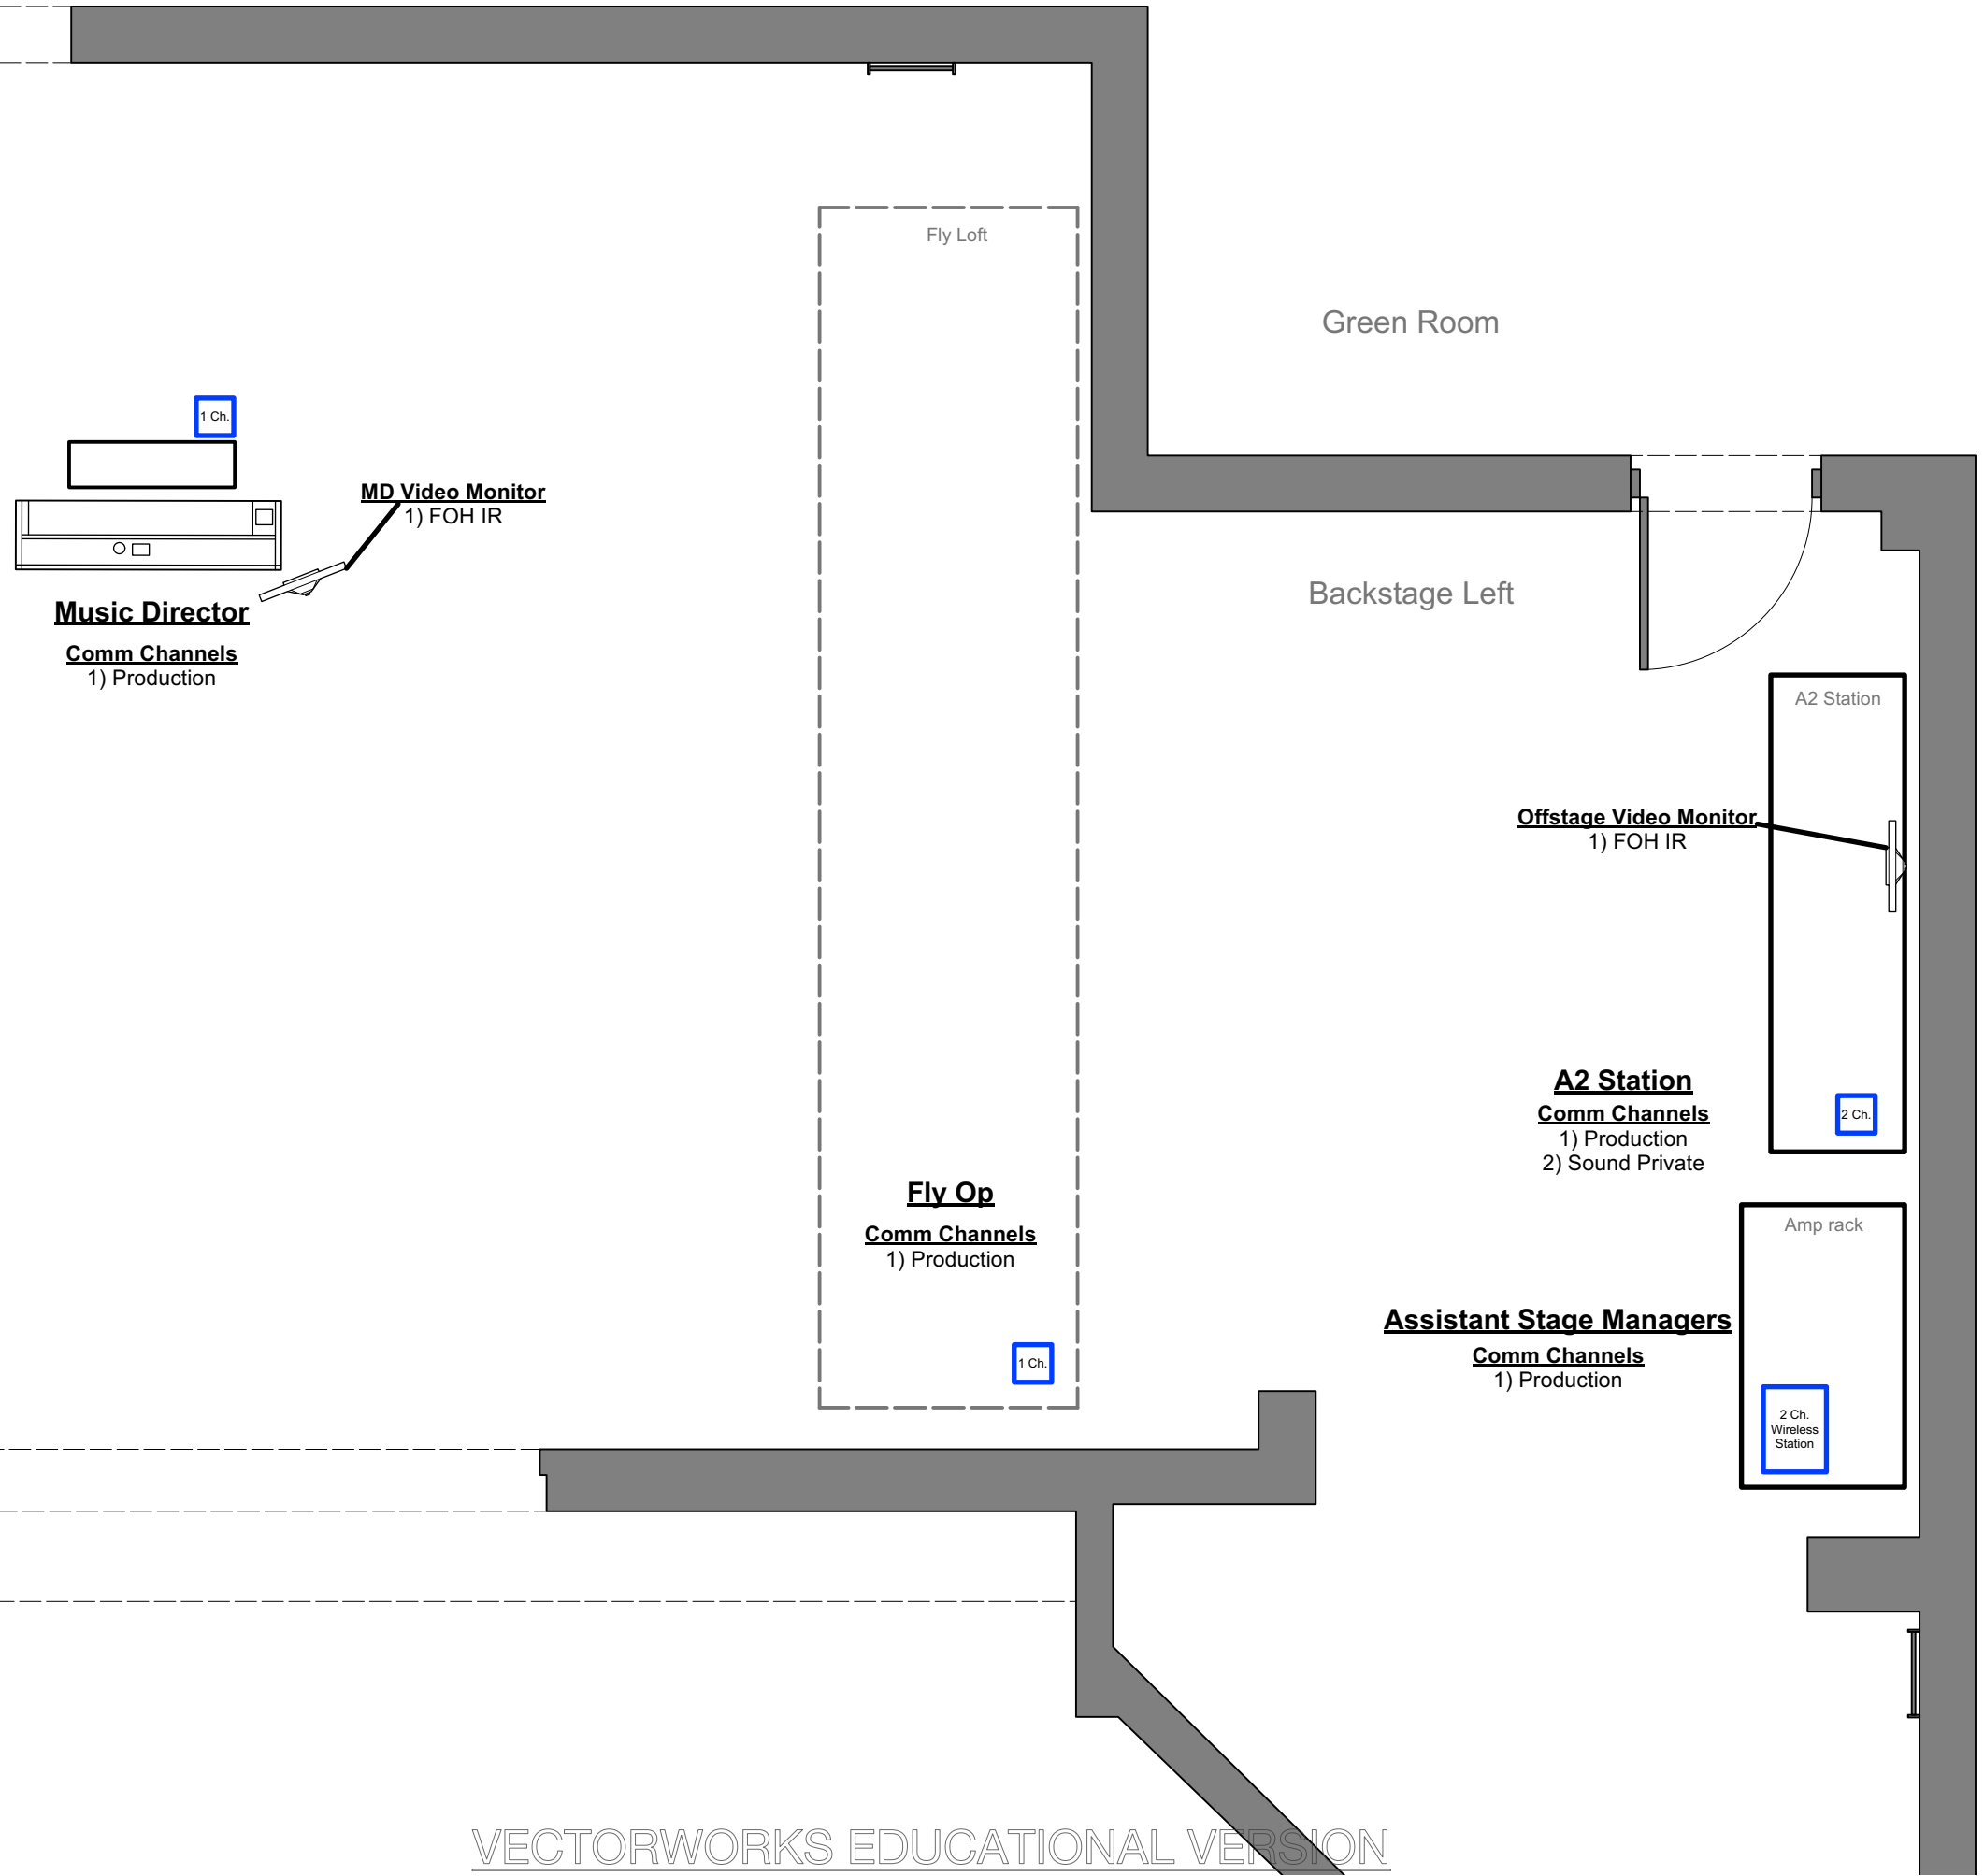 Fly Loft
Green Room
1 Ch.
MD Video Monitor
1) FOH IR
Music Director
Comm Channels
1) Production
Backstage Left
A2 Station
Offstage Video Monitor
1) FOH IR
A2 Station
Comm Channels
1) Production
2) Sound Private
2 Ch.
Fly Op
Comm Channels
1) Production
1 Ch.
Amp rack
Assistant Stage Managers
Comm Channels
1) Production
2 Ch.
Wireless
Station
VECTORWORKS EDUCATIONAL VERSION